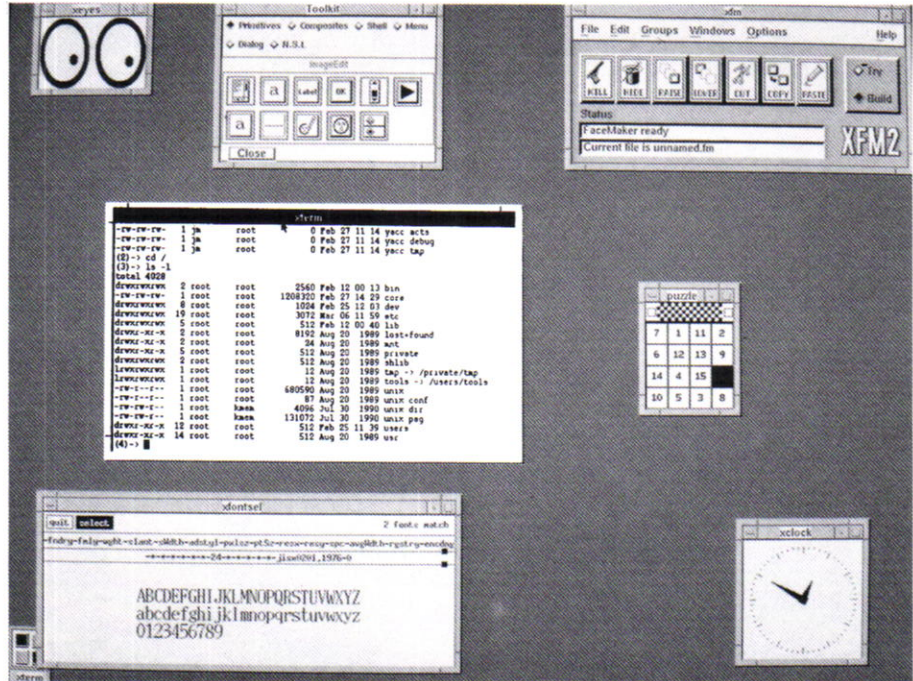 xeyes
Toolkit
Primitives Composites Shell Menu
Dialog N.S.L
ImageEdit
a Label OK
a
Close
xfm
File Edit Groups Windows Options Help
KILL HIDE RAISE LOWER CUT COPY PASTE
Try
Build
Status
FaceMaker ready
Current file is unnamed.fm
XFM2
xterm
-rw-rw-rw- 1 jm root 0 Feb 27 11 14 yacc acts
-rw-rw-rw- 1 jm root 0 Feb 27 11 14 yacc debug
-rw-rw-rw- 1 jm root 0 Feb 27 11 14 yacc tmp
(2)-> cd /
(3)-> ls -l
total 4028
drwxrwxrwx 2 root root 2560 Feb 12 00 13 bin
-rw-rw-rw- 1 root root 1208320 Feb 27 14 29 core
drwxrwxrwx 8 root root 1024 Feb 25 12 03 dev
drwxrwxrwx 19 root root 3072 Mar 06 11 59 etc
drwxrwxrwx 5 root root 512 Feb 12 00 40 lib
drwxr-xr-x 2 root root 8192 Aug 20 1989 lost+found
drwxr-xr-x 2 root root 24 Aug 20 1989 mnt
drwxr-xr-x 5 root root 512 Aug 20 1989 private
drwxrwxrwx 2 root root 512 Aug 20 1989 shlib
lrwxrwxrwx 1 root root 12 Aug 20 1989 tmp -> /private/tmp
lrwxrwxrwx 1 root root 12 Aug 20 1989 tools -> /users/tools
-rw-r--r-- 1 root root 680590 Aug 20 1989 unix
-rw-r--r-- 1 root root 87 Aug 20 1989 unix conf
-rw-rw-r-- 1 root kmem 4096 Jul 30 1990 unix dir
-rw-rw-r-- 1 root kmem 131072 Jul 30 1990 unix pag
drwxr-xr-x 12 root root 512 Feb 25 11 39 users
drwxr-xr-x 14 root root 512 Aug 20 1989 usr
(4)->
puzzle
7 1 11 2
6 12 13 9
14 4 15
10 5 3 8
xfontsel
quit select 2 fonts match
-fndry-fmly-wght-slant-sWdth-adstyl-pxlsz-ptSz-resx-resy-spc-avgWdth-rgstry-encdng
-*-*-*-*-*-*-24-*-*-*-*-*-jisx0201.1976-0
ABCDEFGHIJKLMNOPQRSTUVWXYZ
abcdefghijklmnopqrstuvwxyz
0123456789
xclock
xterm